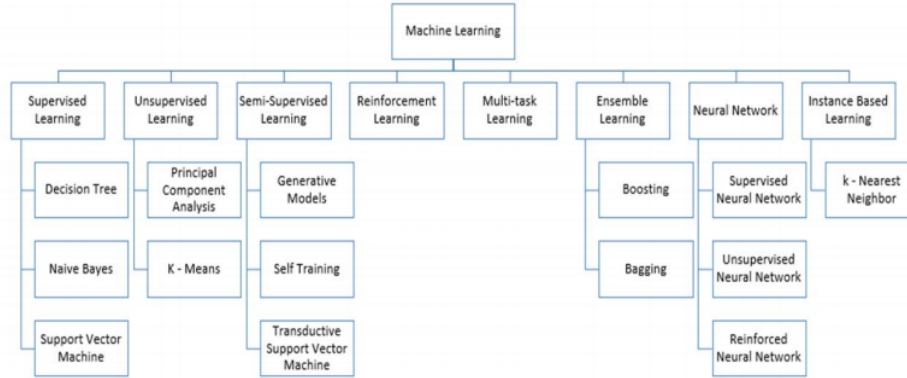 Machine Learning
Supervised
Learning
Unsupervised
Learning
Semi-Supervised
Learning
Reinforcement
Learning
Multi-task
Learning
Ensemble
Learning
Neural Network
Instance Based
Learning
Decision Tree
Principal
Component
Analysis
Generative
Models
Boosting
Supervised
Neural Network
k - Nearest
Neighbor
Naive Bayes
K - Means
Self Training
Bagging
Unsupervised
Neural Network
Support Vector
Machine
Transductive
Support Vector
Machine
Reinforced
Neural Network